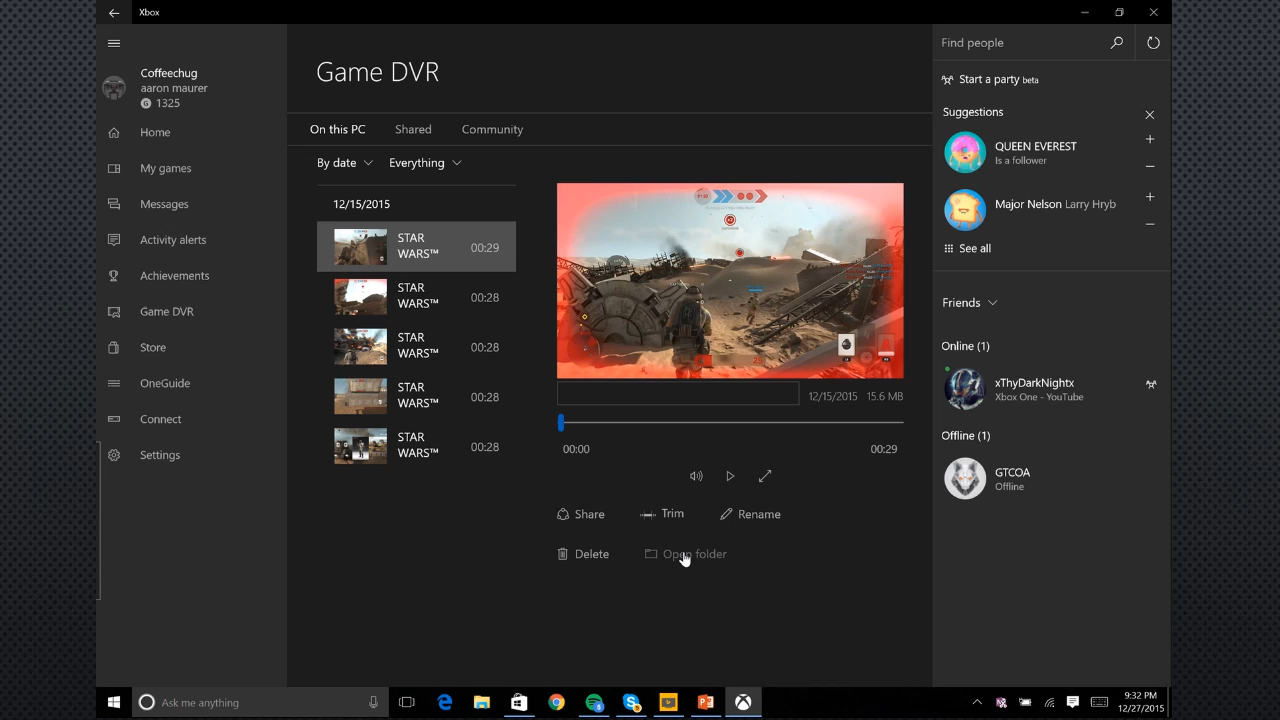 Xbox
Coffeechug
aaron maurer
G 1325
Home
My games
Messages
Activity alerts
Achievements
Game DVR
Store
OneGuide
Connect
Settings
Game DVR
On this PC Shared Community
By date Everything
12/15/2015
STAR
WARS™
00:29
STAR
WARS™
00:28
STAR
WARS™
00:28
STAR
WARS™
00:28
STAR
WARS™
00:28
12/15/2015 15.6 MB
00:00 00:29
Share Trim Rename
Delete Open folder
Find people
Start a party beta
Suggestions
QUEEN EVEREST
Is a follower
Major Nelson Larry Hryb
See all
Friends
Online (1)
xThyDarkNightx
Xbox One - YouTube
Offline (1)
GTCOA
Offline
Ask me anything
9:32 PM
12/27/2015